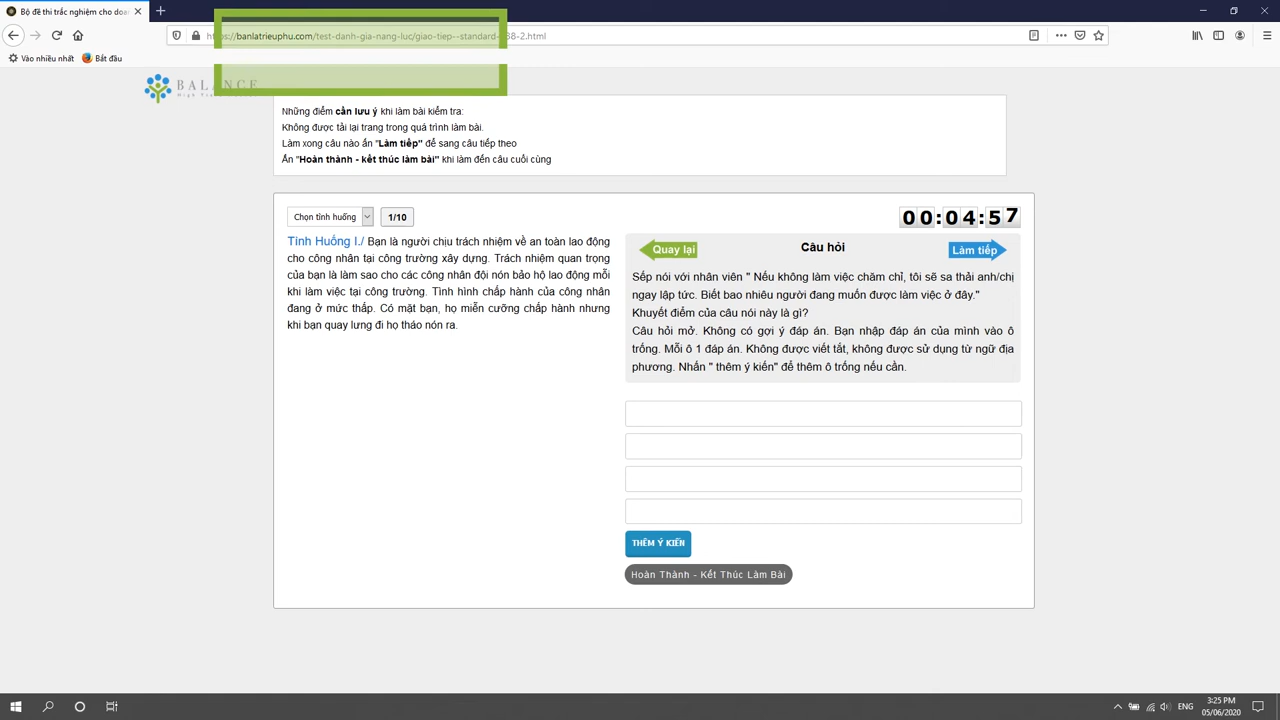 Bộ đề thi trắc nghiệm cho doan
https://banlatrieuphu.com/test-danh-gia-nang-luc/giao-tiep--standard-38-2.html
Vào nhiều nhất
Bắt đầu
BALANCE
Những điểm cần lưu ý khi làm bài kiểm tra:
Không được tải lại trang trong quá trình làm bài.
Làm xong câu nào ấn "Làm tiếp" để sang câu tiếp theo
Ấn "Hoàn thành - kết thúc làm bài" khi làm đến câu cuối cùng
Chọn tình huống
1/10
00:04:57
Tình Huống I./ Bạn là người chịu trách nhiệm về an toàn lao động
cho công nhân tại công trường xây dựng. Trách nhiệm quan trọng
của bạn là làm sao cho các công nhân đội nón bảo hộ lao động mỗi
khi làm việc tại công trường. Tình hình chấp hành của công nhân
đang ở mức thấp. Có mặt bạn, họ miễn cưỡng chấp hành nhưng
khi bạn quay lưng đi họ tháo nón ra.
Quay lại
Câu hỏi
Làm tiếp
Sếp nói với nhân viên " Nếu không làm việc chăm chỉ, tôi sẽ sa thải anh/chị
ngay lập tức. Biết bao nhiêu người đang muốn được làm việc ở đây."
Khuyết điểm của câu nói này là gì?
Câu hỏi mở. Không có gợi ý đáp án. Bạn nhập đáp án của mình vào ô
trống. Mỗi ô 1 đáp án. Không được viết tắt, không được sử dụng từ ngữ địa
phương. Nhấn " thêm ý kiến" để thêm ô trống nếu cần.
THÊM Ý KIẾN
Hoàn Thành - Kết Thúc Làm Bài
ENG
3:25 PM
05/06/2020